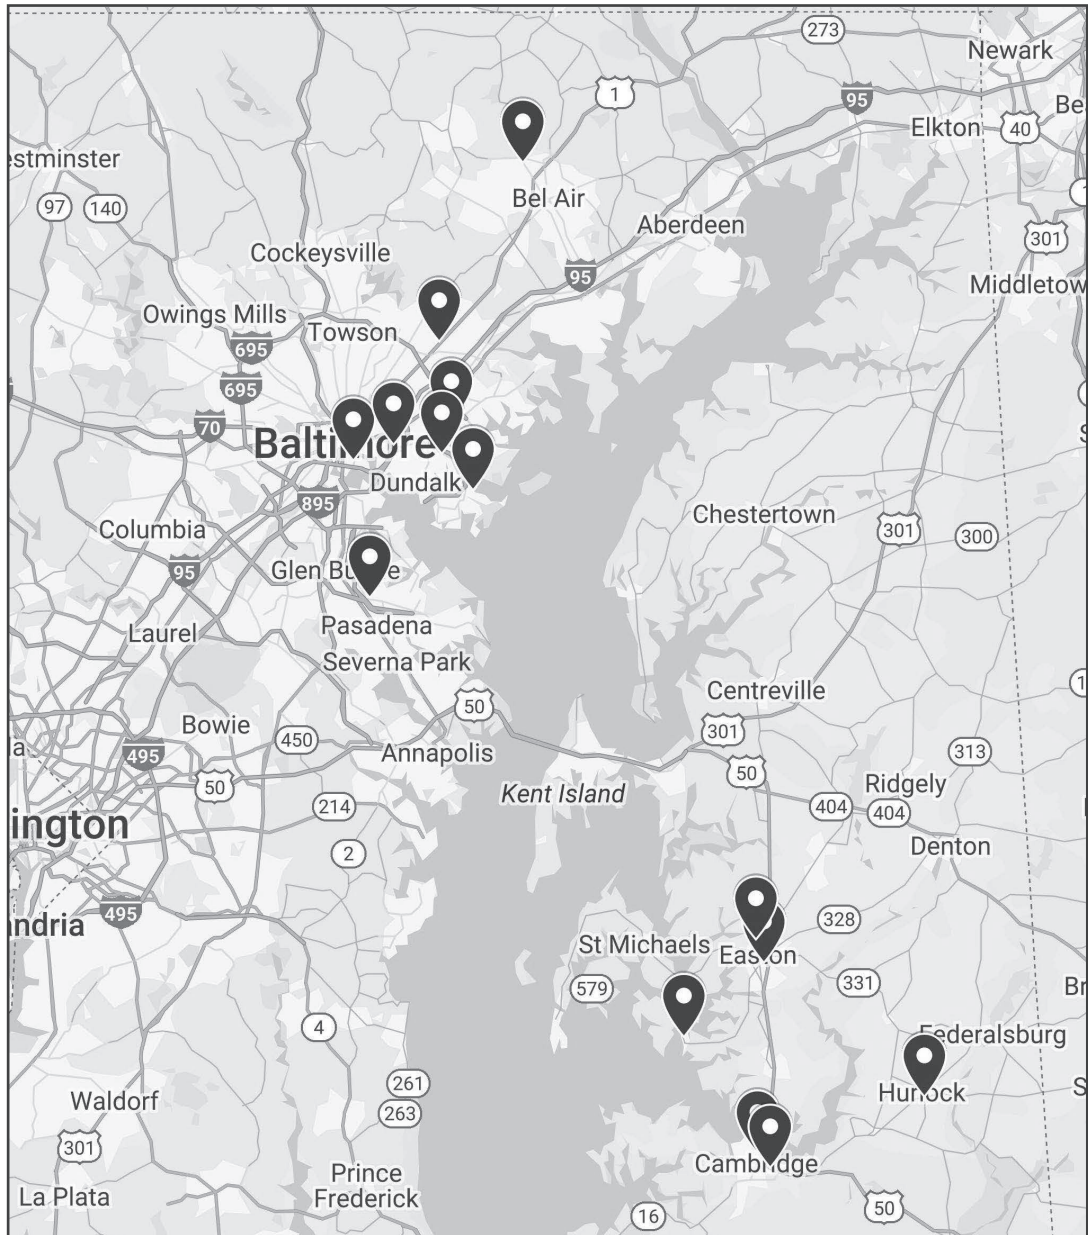 273
Newark
1
95
Elkton
40
estminster
97
140
Bel Air
Aberdeen
301
Cockeysville
95
Middletow
Owings Mills
Towson
695
695
70
Baltimore
Dundalk
895
Chestertown
Columbia
301
300
95
Glen Burnie
Pasadena
Laurel
Severna Park
Centreville
50
Bowie
301
450
Annapolis
313
495
50
50
Ridgely
Kent Island
404
404
214
ington
2
Denton
495
andria
328
St Michaels
Easton
331
579
Br
4
Federalsburg
261
Hurlock
Waldorf
263
301
Cambridge
Prince
Frederick
La Plata
50
16